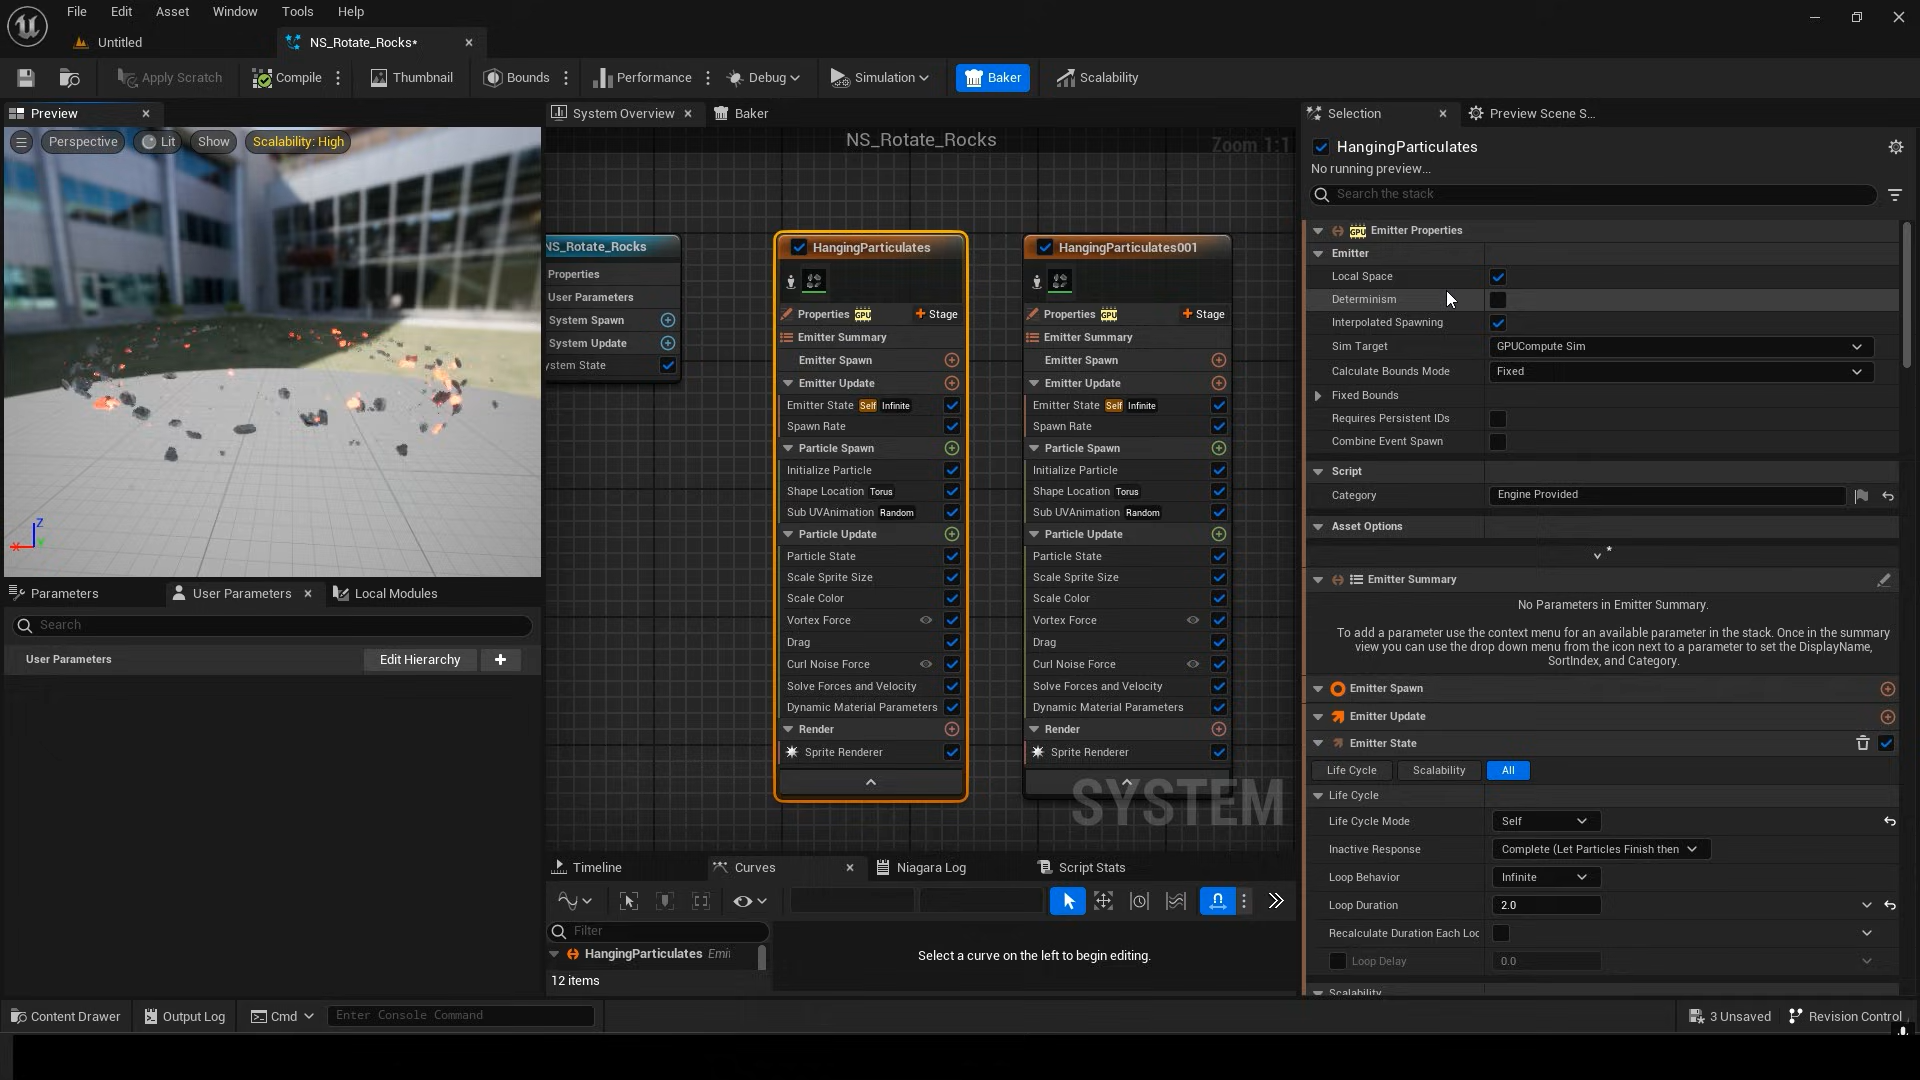 File Edit Asset Window Tools Help
Untitled
NS_Rotate_Rocks*
Apply Scratch
Compile
Thumbnail
Bounds
Performance
Debug
Simulation
Baker
Scalability
Preview
Perspective
Lit
Show
Scalability: High
Z
X
Y
Parameters
User Parameters
Local Modules
Search
User Parameters
Edit Hierarchy
System Overview
Baker
NS_Rotate_Rocks
Zoom 1:1
NS_Rotate_Rocks
Properties
User Parameters
System Spawn
System Update
ystem State
HangingParticulates
Properties GPU
Stage
Emitter Summary
Emitter Spawn
Emitter Update
Emitter State Self Infinite
Spawn Rate
Particle Spawn
Initialize Particle
Shape Location Torus
Sub UVAnimation Random
Particle Update
Particle State
Scale Sprite Size
Scale Color
Vortex Force
Drag
Curl Noise Force
Solve Forces and Velocity
Dynamic Material Parameters
Render
Sprite Renderer
HangingParticulates001
Properties GPU
Stage
Emitter Summary
Emitter Spawn
Emitter Update
Emitter State Self Infinite
Spawn Rate
Particle Spawn
Initialize Particle
Shape Location Torus
Sub UVAnimation Random
Particle Update
Particle State
Scale Sprite Size
Scale Color
Vortex Force
Drag
Curl Noise Force
Solve Forces and Velocity
Dynamic Material Parameters
Render
Sprite Renderer
SYSTEM
Timeline
Curves
Niagara Log
Script Stats
Filter
HangingParticulates Emit
12 items
Select a curve on the left to begin editing.
Selection
Preview Scene S...
HangingParticulates
No running preview...
Search the stack
GPU Emitter Properties
Emitter
Local Space
Determinism
Interpolated Spawning
Sim Target GPUCompute Sim
Calculate Bounds Mode Fixed
Fixed Bounds
Requires Persistent IDs
Combine Event Spawn
Script
Category Engine Provided
Asset Options
Emitter Summary
No Parameters in Emitter Summary.
To add a parameter use the context menu for an available parameter in the stack. Once in the summary
view you can use the drop down menu from the icon next to a parameter to set the DisplayName,
SortIndex, and Category.
Emitter Spawn
Emitter Update
Emitter State
Life Cycle Scalability All
Life Cycle
Life Cycle Mode Self
Inactive Response Complete (Let Particles Finish then
Loop Behavior Infinite
Loop Duration 2.0
Recalculate Duration Each Loc
Loop Delay 0.0
Scalability
Content Drawer
Output Log
Cmd
Enter Console Command
3 Unsaved
Revision Control